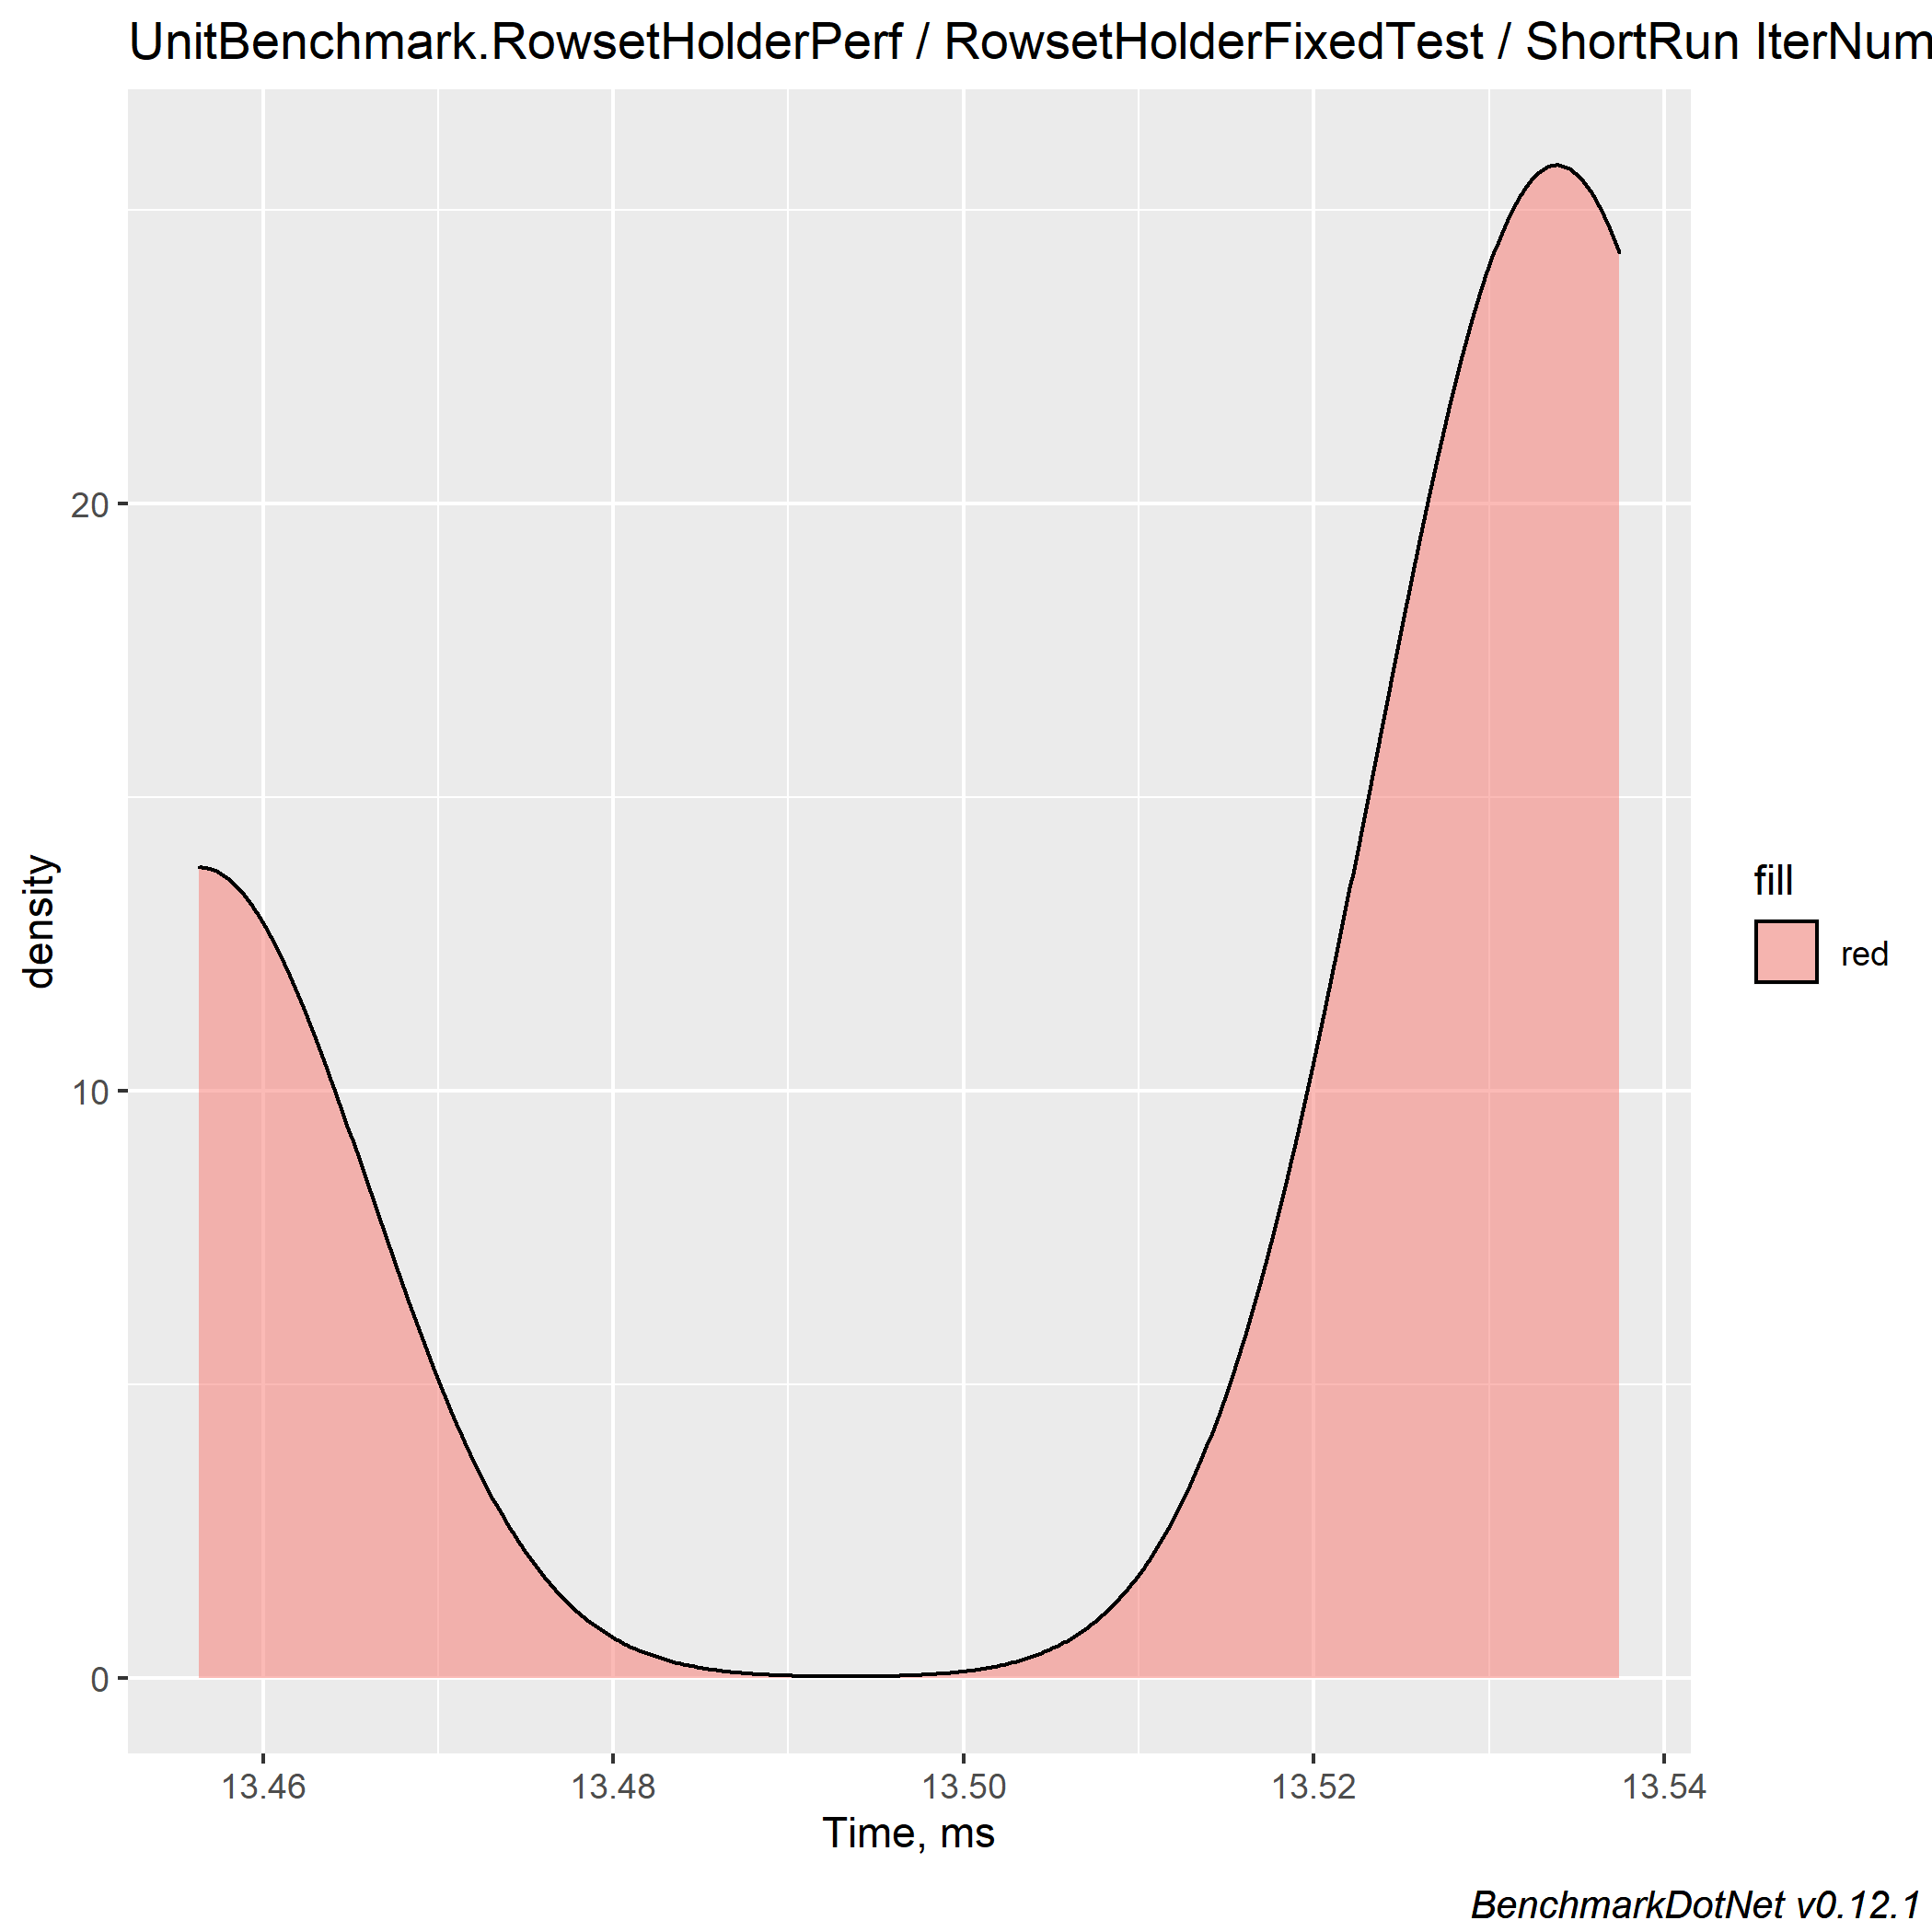 UnitBenchmark.RowsetHolderPerf / RowsetHolderFixedTest / ShortRun IterNum
density
20
10
0
13.46 13.48 13.50 13.52 13.54
Time, ms
fill
red
BenchmarkDotNet v0.12.1